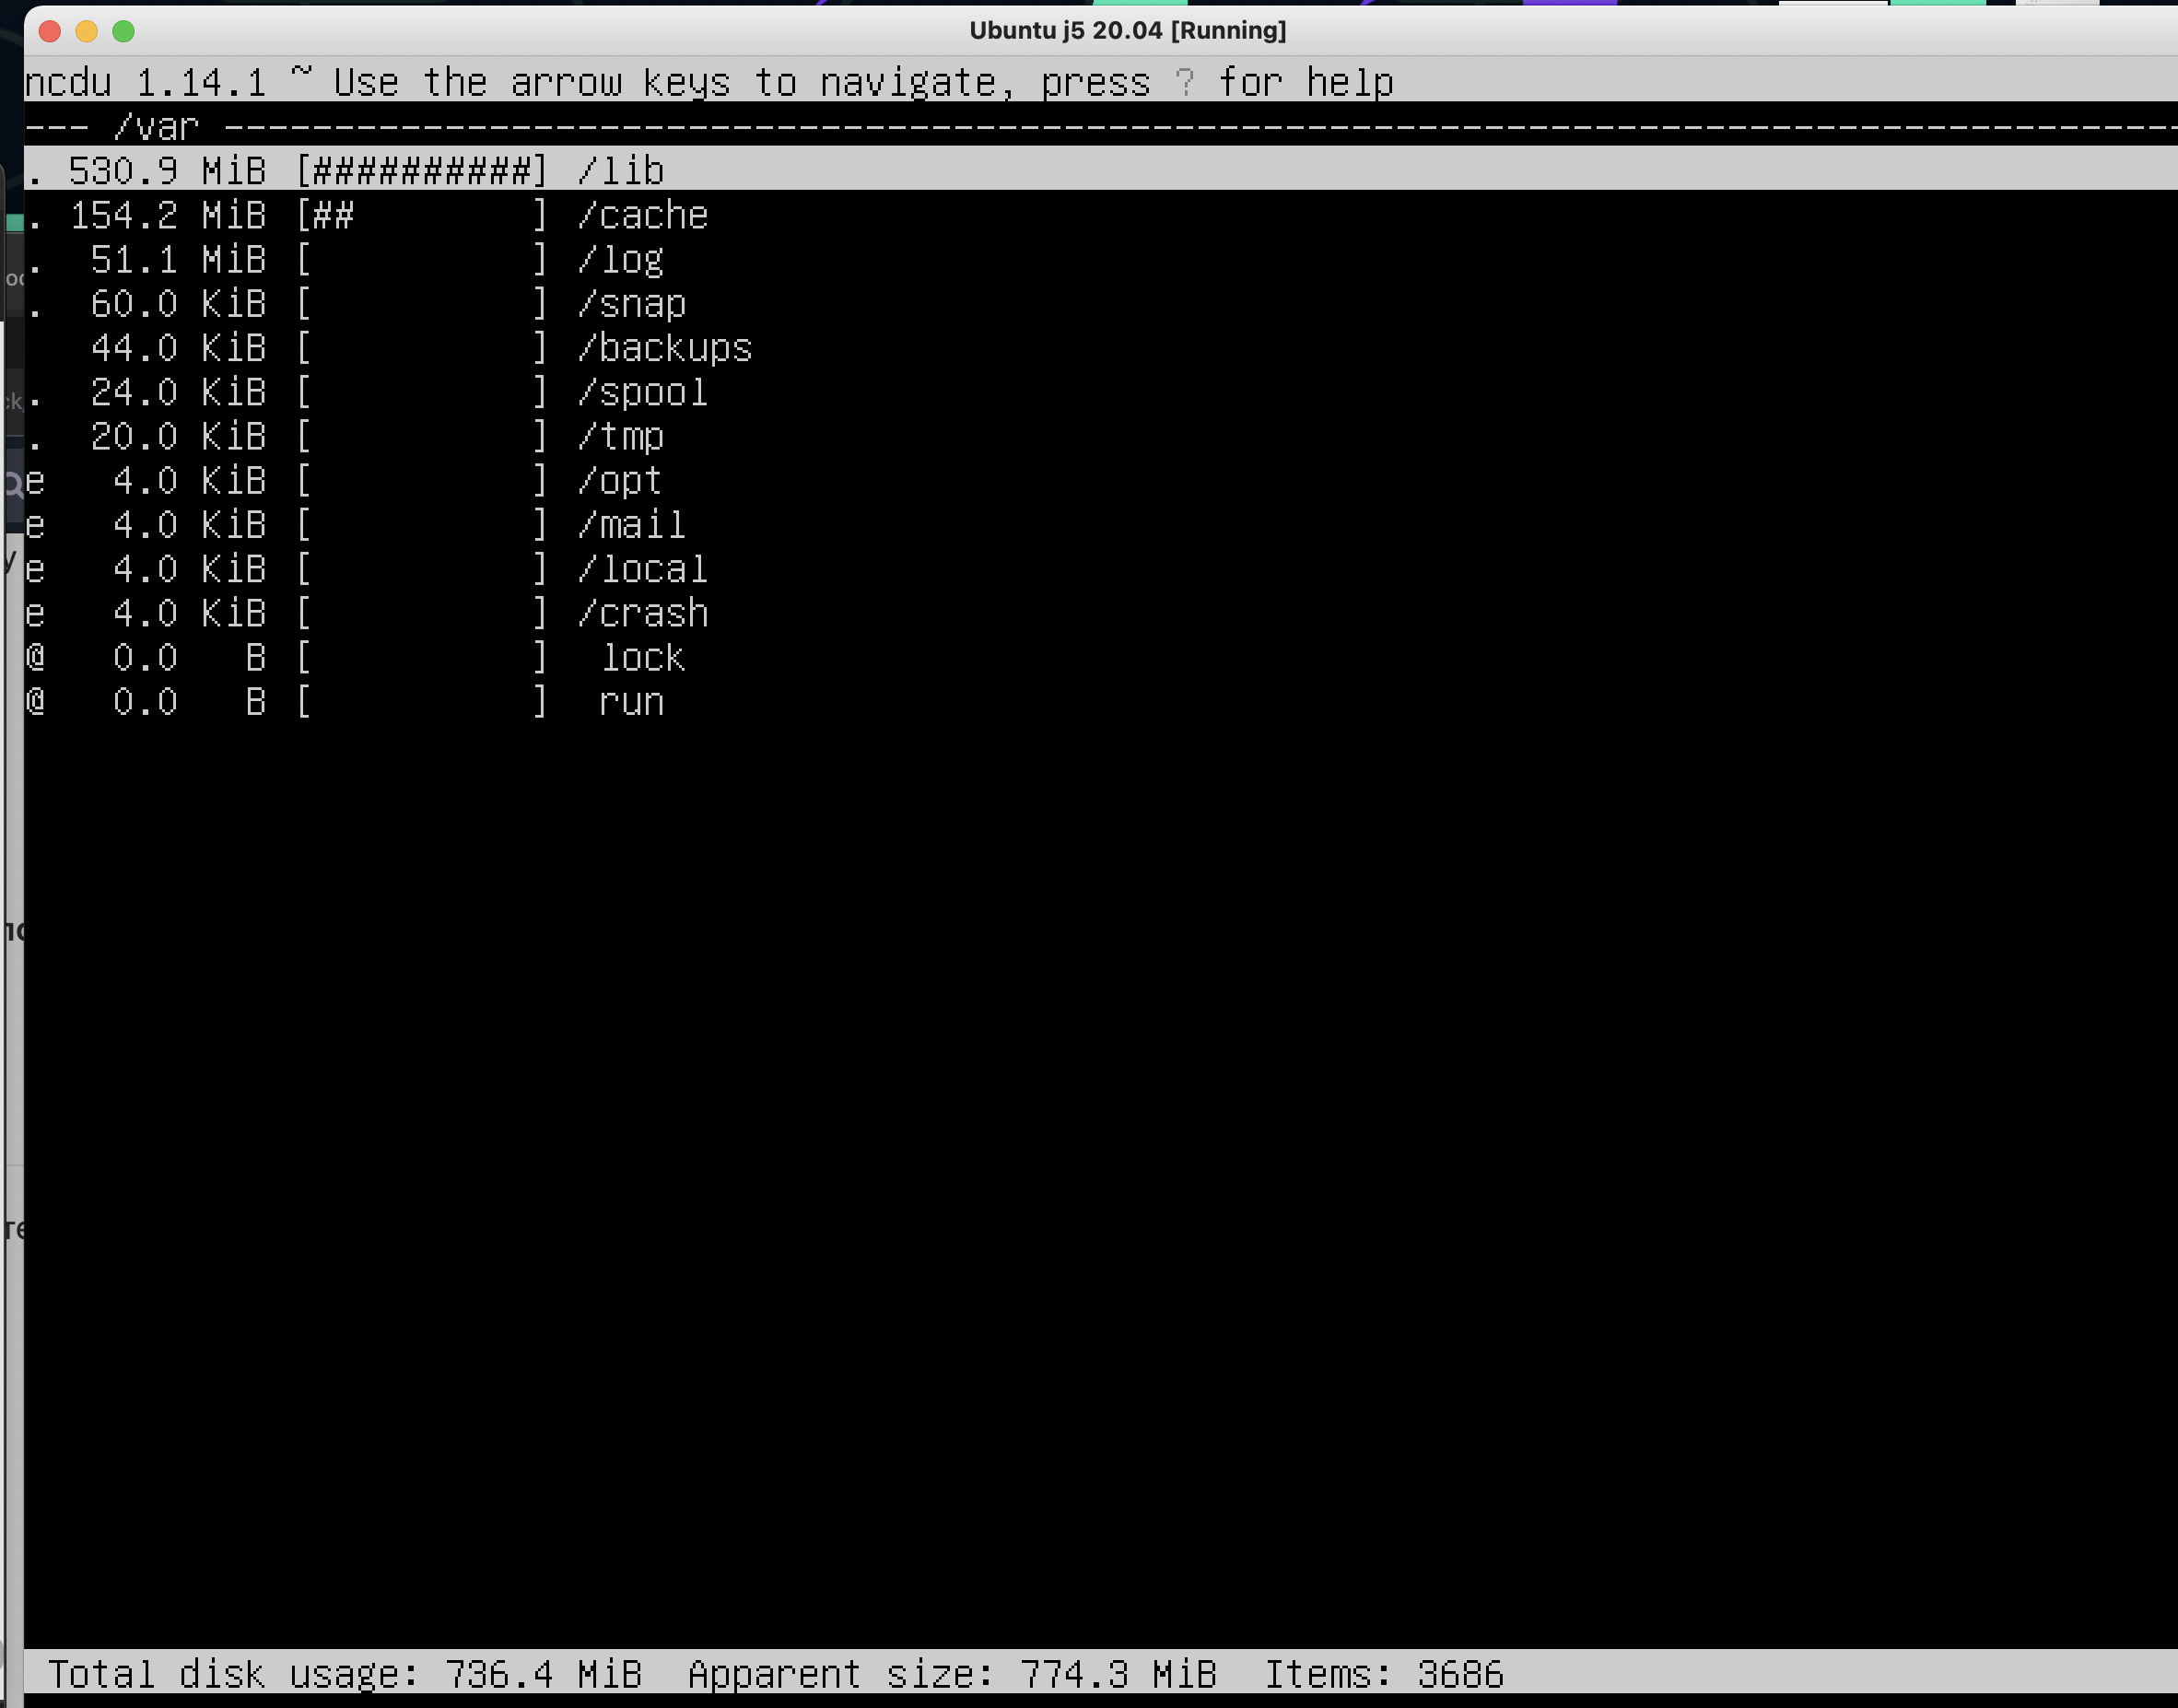 Ubuntu j5 20.04 [Running]
ncdu 1.14.1 ~ Use the arrow keys to navigate, press ? for help
--- /var ----------------------------------------------------------------------------------------
. 530.9 MiB [##########] /lib
. 154.2 MiB [##        ] /cache
.  51.1 MiB [          ] /log
.  60.0 KiB [          ] /snap
   44.0 KiB [          ] /backups
.  24.0 KiB [          ] /spool
.  20.0 KiB [          ] /tmp
e   4.0 KiB [          ] /opt
e   4.0 KiB [          ] /mail
e   4.0 KiB [          ] /local
e   4.0 KiB [          ] /crash
@   0.0   B [          ]  lock
@   0.0   B [          ]  run
Total disk usage: 736.4 MiB  Apparent size: 774.3 MiB  Items: 3686